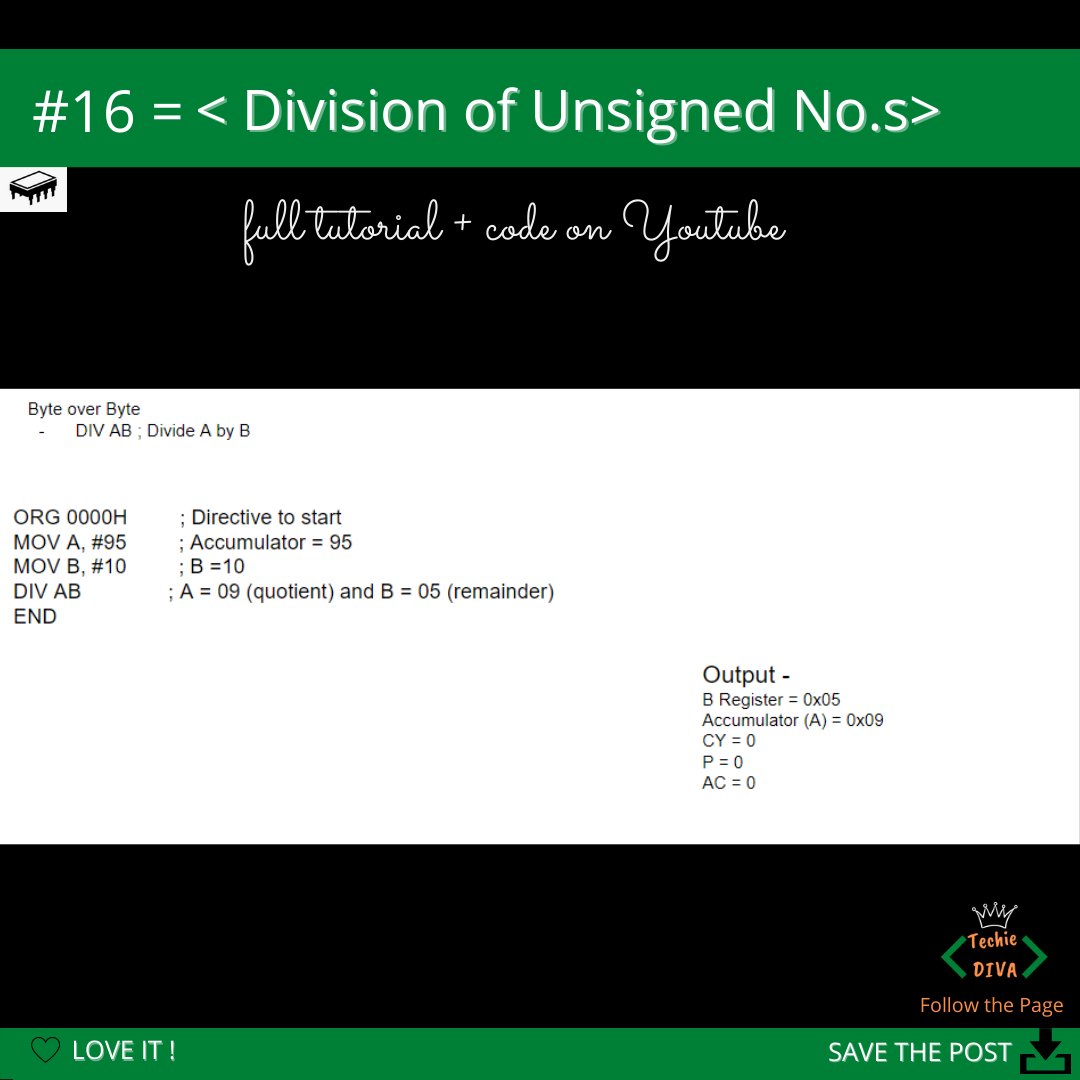 #16 = < Division of Unsigned No.s>
full tutorial + code on Youtube
Byte over Byte
- DIV AB ; Divide A by B
ORG 0000H ; Directive to start
MOV A, #95 ; Accumulator = 95
MOV B, #10 ; B =10
DIV AB ; A = 09 (quotient) and B = 05 (remainder)
END
Output -
B Register = 0x05
Accumulator (A) = 0x09
CY = 0
P = 0
AC = 0
Techie
DIVA
Follow the Page
LOVE IT !
SAVE THE POST